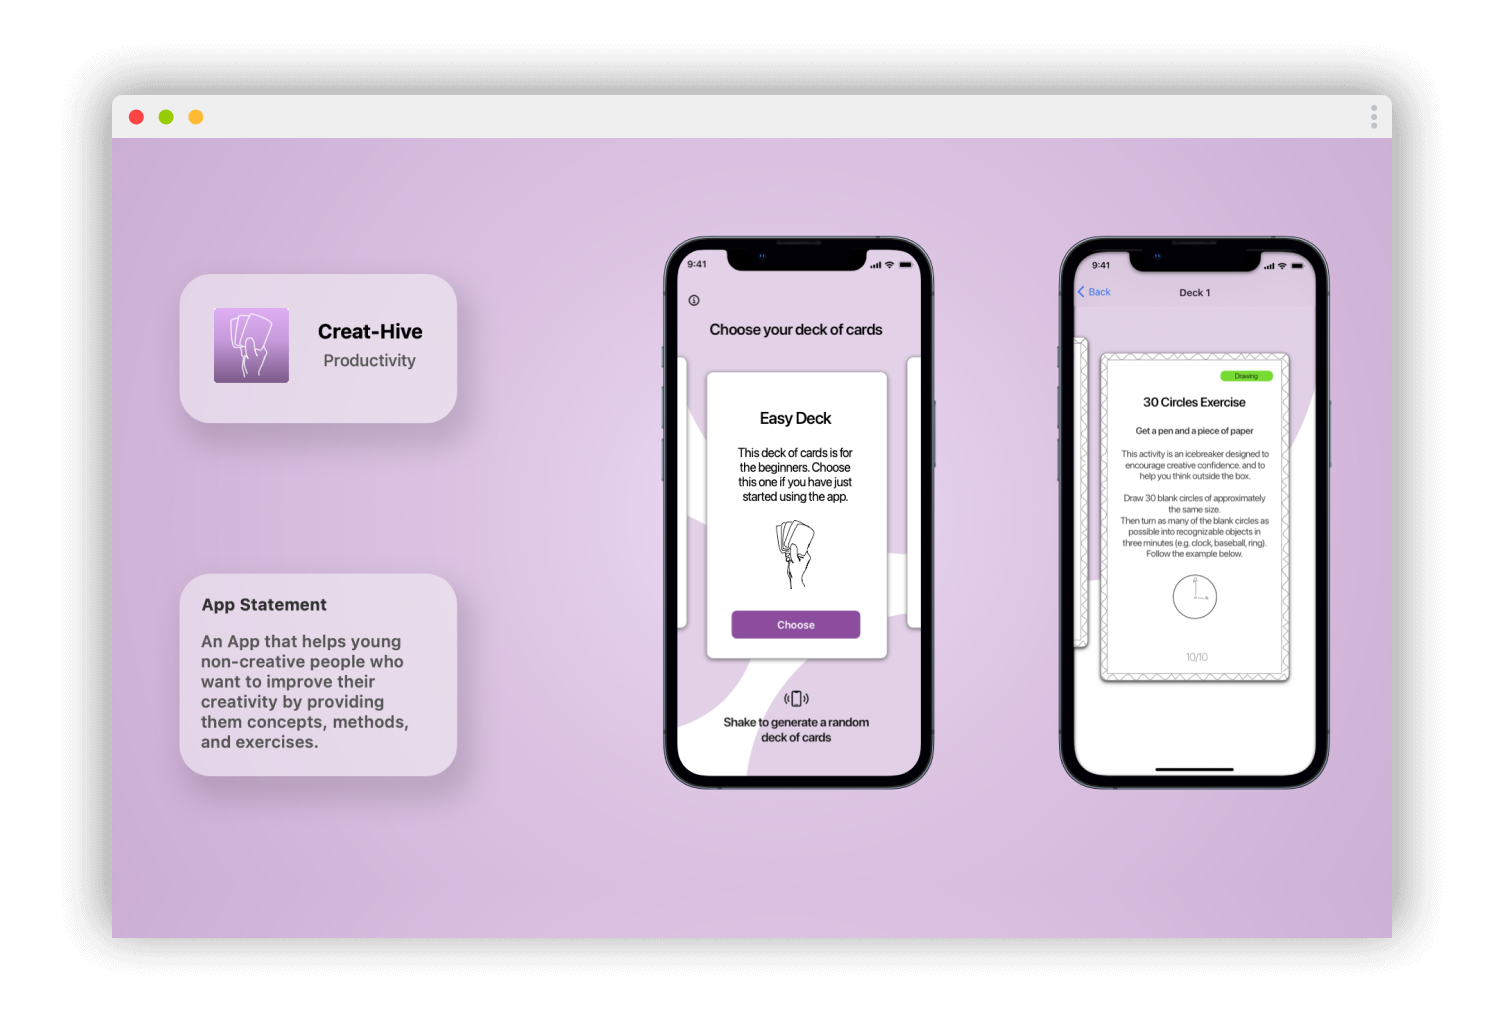 Creat-Hive
Productivity
App Statement
An App that helps young
non-creative people who
want to improve their
creativity by providing
them concepts, methods,
and exercises.
9:41
Choose your deck of cards
Easy Deck
This deck of cards is for
the beginners. Choose
this one if you have just
started using the app.
Choose
Shake to generate a random
deck of cards
9:41
Back
Deck 1
Drawing
30 Circles Exercise
Get a pen and a piece of paper
This activity is an icebreaker designed to
encourage creative confidence. and to
help you think outside the box.
Draw 30 blank circles of approximately
the same size.
Then turn as many of the blank circles as
possible into recognizable objects in
three minutes (e.g. clock, baseball, ring).
Follow the example below.
10/10